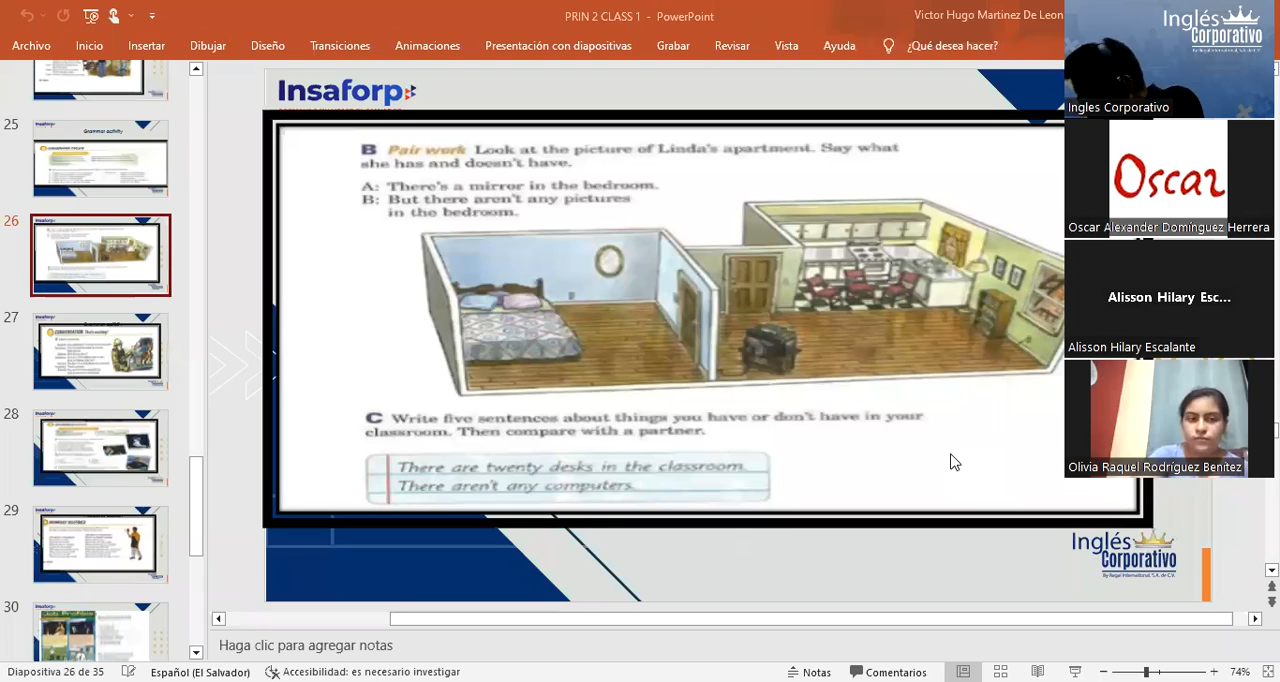 PRIN 2 CLASS 1 - PowerPoint
Victor Hugo Martinez De Leon
Archivo Inicio Insertar Dibujar Diseño Transiciones Animaciones Presentación con diapositivas Grabar Revisar Vista Ayuda ¿Qué desea hacer?
Inglés
Corporativo
Ingles Corporativo
Oscar
Oscar Alexander Domínguez Herrera
Alisson Hilary Esc...
Alisson Hilary Escalante
Olivia Raquel Rodríguez Benítez
25
26
27
28
29
30
Insaforp
B Pair work Look at the picture of Linda's apartment. Say what
she has and doesn't have.
A: There's a mirror in the bedroom.
B: But there aren't any pictures
in the bedroom.
C Write five sentences about things you have or don't have in your
classroom. Then compare with a partner.
There are twenty desks in the classroom.
There aren't any computers.
Inglés
Corporativo
Haga clic para agregar notas
Diapositiva 26 de 35 Español (El Salvador) Accesibilidad: es necesario investigar Notas Comentarios 74%